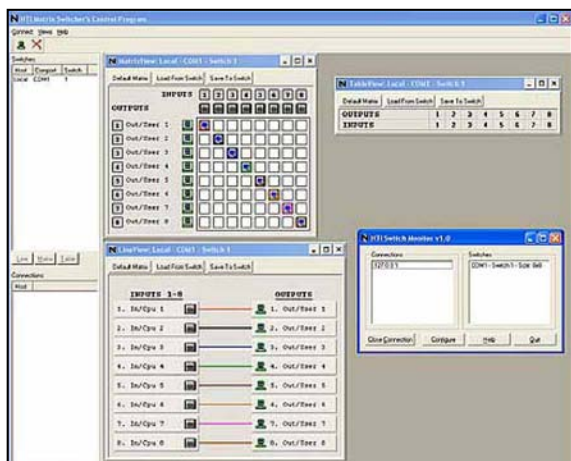 HTI Matrix Switcher's Control Program
Connect Views Help
Switches
Host Comport Switch
Local COM1 1
Line Matrix Table
Connections
Host
MatrixView: Local - COM1 - Switch 1
Default Matrix Load From Switch Save To Switch
INPUTS 1 2 3 4 5 6 7 8
OUTPUTS
1 Out/User 1
2 Out/User 2
3 Out/User 3
4 Out/User 4
5 Out/User 5
6 Out/User 6
7 Out/User 7
8 Out/User 8
TableView: Local - COM1 - Switch 1
Default Matrix Load From Switch Save To Switch
OUTPUTS 1 2 3 4 5 6 7 8
INPUTS 1 2 3 4 5 6 7 8
LineView: Local - COM1 - Switch 1
Default Matrix Load From Switch Save To Switch
INPUTS 1-8 OUTPUTS
1. In/Cpu 1 1. Out/User 1
2. In/Cpu 2 2. Out/User 2
3. In/Cpu 3 3. Out/User 3
4. In/Cpu 4 4. Out/User 4
5. In/Cpu 5 5. Out/User 5
6. In/Cpu 6 6. Out/User 6
7. In/Cpu 7 7. Out/User 7
8. In/Cpu 8 8. Out/User 8
HTI Switch Monitor v1.0
Connections Switches
127.0.0.1 COM1 - Switch 1 - Size: 8x8
Close Connection Configure Help Quit